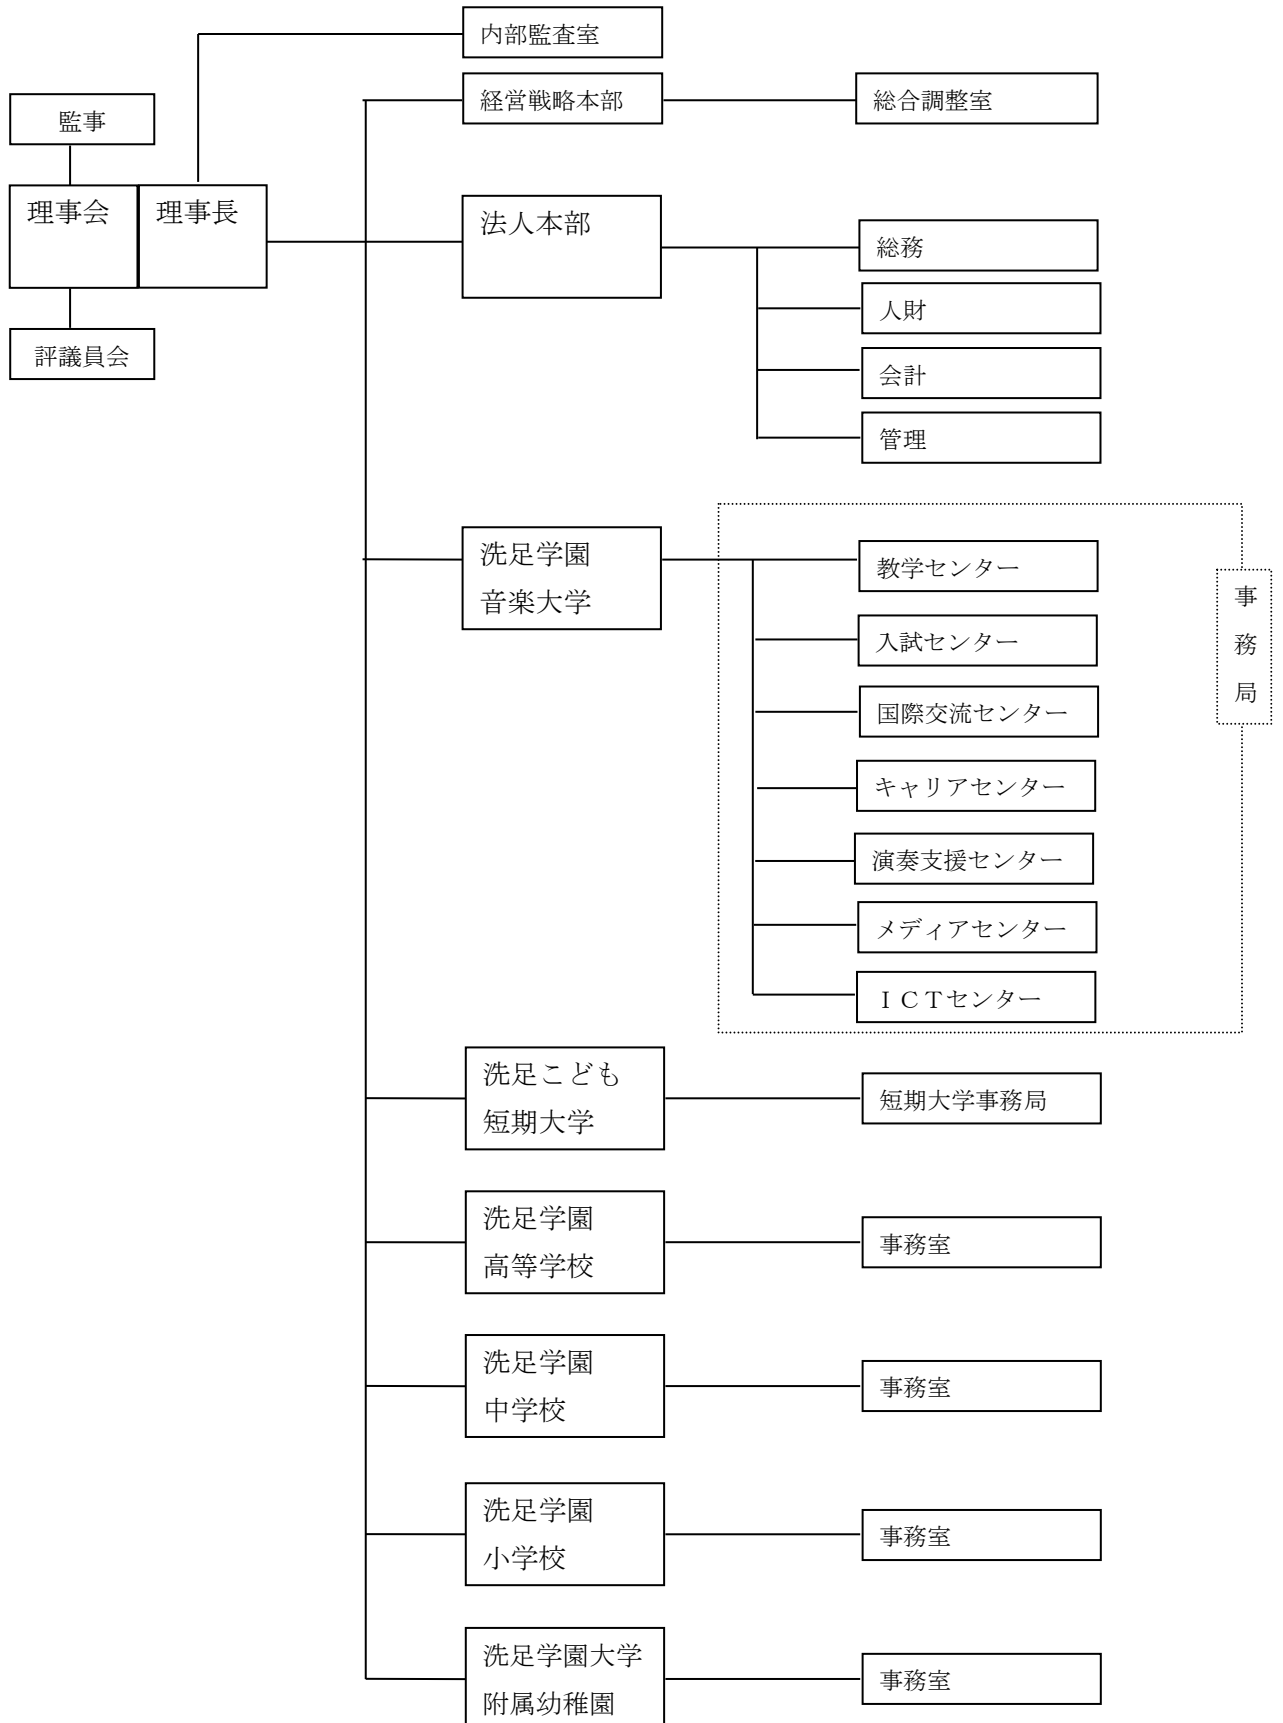 内部監査室
経営戦略本部
総合調整室
監事
理事会
理事長
評議員会
法人本部
総務
人財
会計
管理
洗足学園
音楽大学
教学センター
入試センター
国際交流センター
キャリアセンター
演奏支援センター
メディアセンター
ＩＣＴセンター
事
務
局
洗足こども
短期大学
短期大学事務局
洗足学園
高等学校
事務室
洗足学園
中学校
事務室
洗足学園
小学校
事務室
洗足学園大学
附属幼稚園
事務室